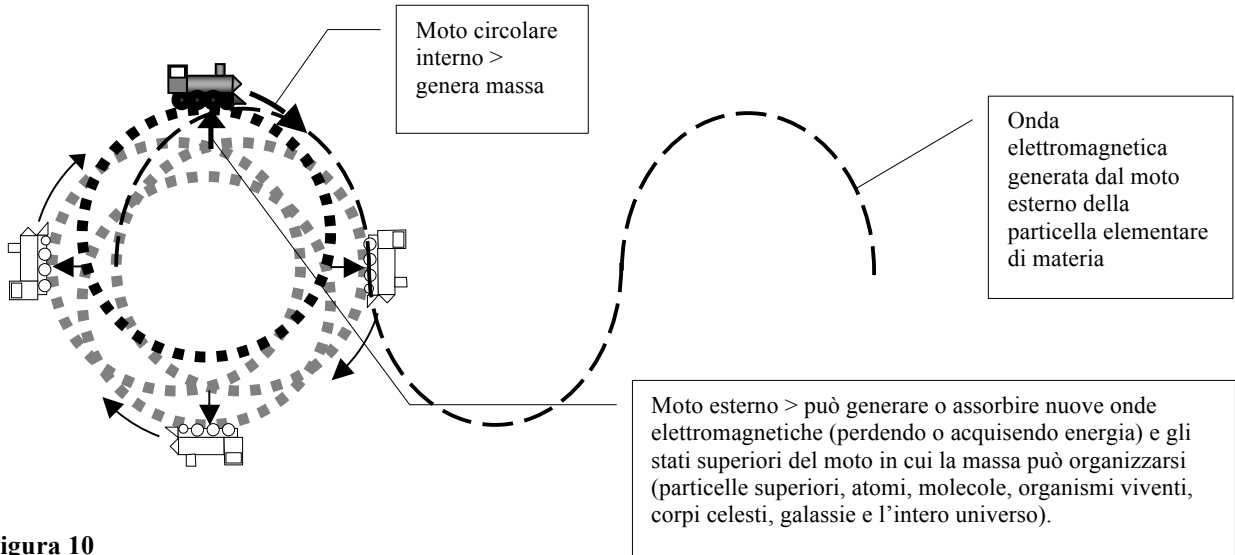 Moto circolare
interno >
genera massa
Onda
elettromagnetica
generata dal moto
esterno della
particella elementare
di materia
Moto esterno > può generare o assorbire nuove onde
elettromagnetiche (perdendo o acquisendo energia) e gli
stati superiori del moto in cui la massa può organizzarsi
(particelle superiori, atomi, molecole, organismi viventi,
corpi celesti, galassie e l’intero universo).
igura 10